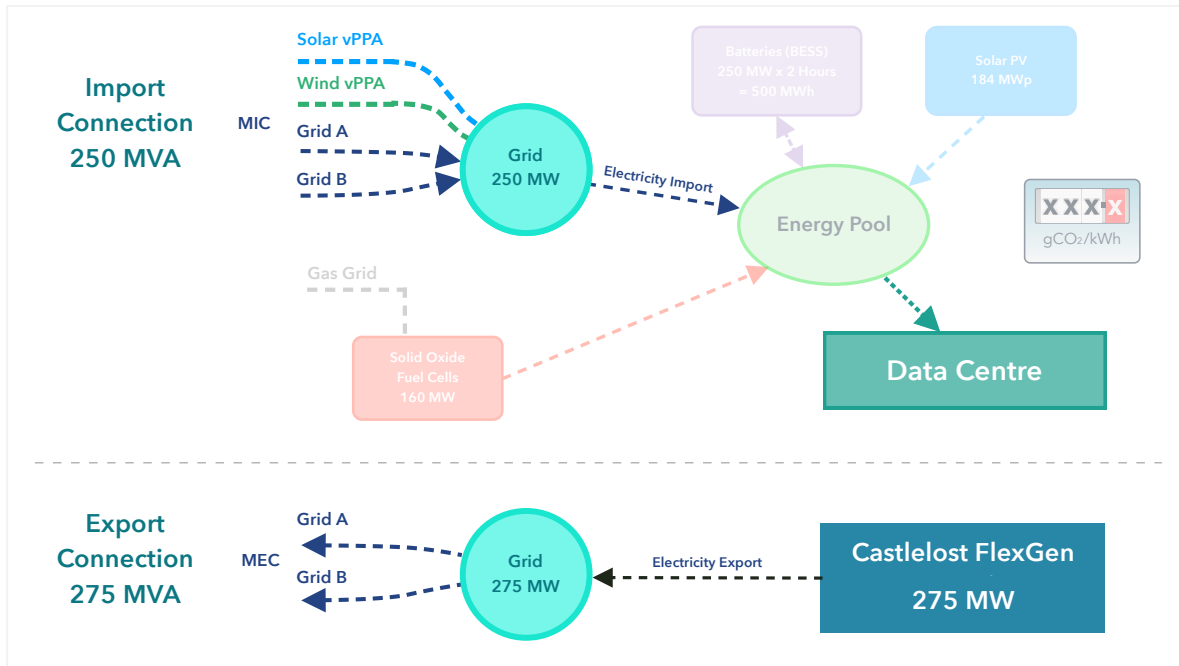 Import
Connection
250 MVA
MIC
Solar vPPA
Wind vPPA
Grid A
Grid B
Grid
250 MW
Electricity Import
Batteries (BESS)
250 MW x 2 Hours
= 500 MWh
Solar PV
184 MWp
Energy Pool
X X X X
gCO₂/kWh
Gas Grid
Solid Oxide
Fuel Cells
160 MW
Data Centre
Export
Connection
275 MVA
MEC
Grid A
Grid B
Grid
275 MW
Electricity Export
Castlelost FlexGen
275 MW